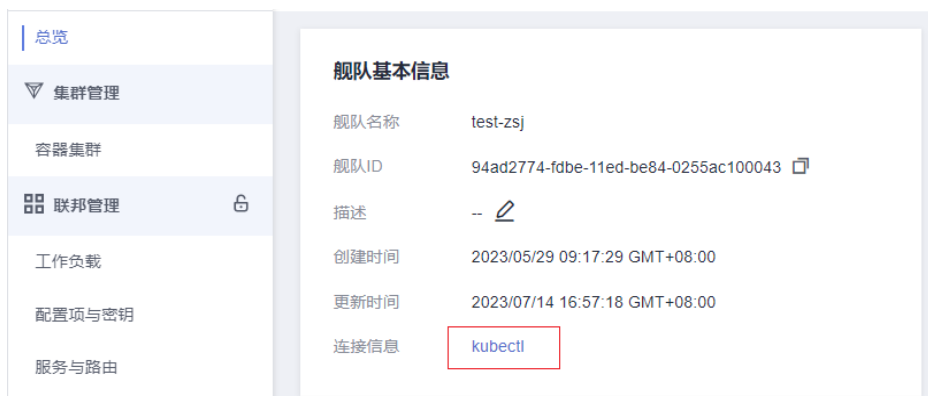 总览
集群管理
容器集群
联邦管理
工作负载
配置项与密钥
服务与路由
舰队基本信息
舰队名称 test-zsj
舰队ID 94ad2774-fdbe-11ed-be84-0255ac100043
描述 --
创建时间 2023/05/29 09:17:29 GMT+08:00
更新时间 2023/07/14 16:57:18 GMT+08:00
连接信息 kubectl